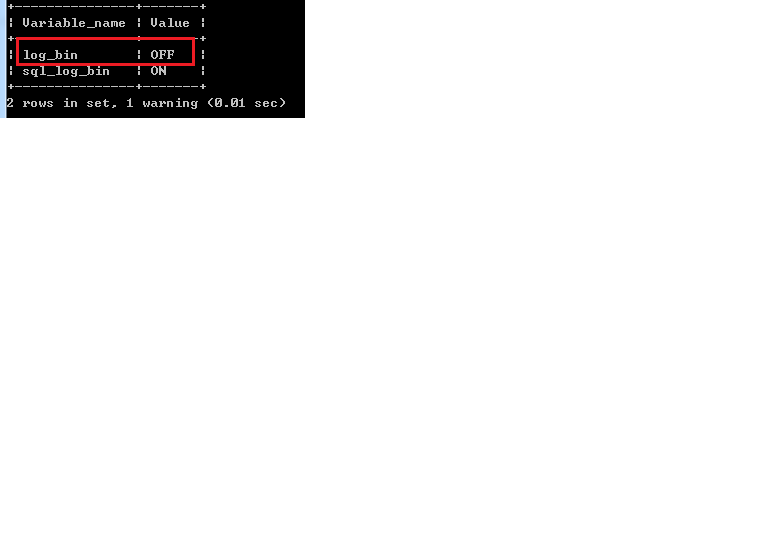 +---------------+-------+
| Variable_name | Value |
+---------------+-------+
| log_bin | OFF |
| sql_log_bin | ON |
+---------------+-------+
2 rows in set, 1 warning (0.01 sec)